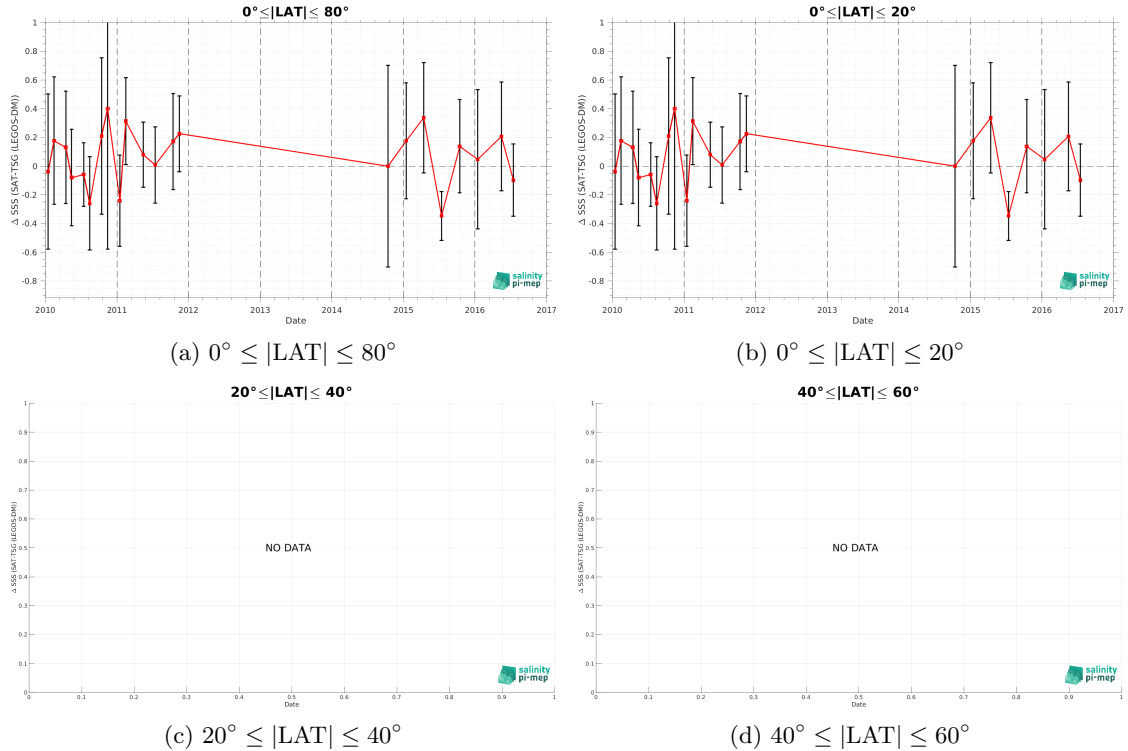 0°≤|LAT|≤ 80°
Δ SSS (SAT-TSG (LEGOS-DM))
1
0.8
0.6
0.4
0.2
0
-0.2
-0.4
-0.6
-0.8
2010 2011 2012 2013 2014 2015 2016 2017
Date
salinity
pi-mep
(a) 0° ≤ |LAT| ≤ 80°
0°≤|LAT|≤ 20°
Δ SSS (SAT-TSG (LEGOS-DM))
1
0.8
0.6
0.4
0.2
0
-0.2
-0.4
-0.6
-0.8
2010 2011 2012 2013 2014 2015 2016 2017
Date
salinity
pi-mep
(b) 0° ≤ |LAT| ≤ 20°
20°≤|LAT|≤ 40°
Δ SSS (SAT-TSG (LEGOS-DM))
1
0.9
0.8
0.7
0.6
0.5
0.4
0.3
0.2
0.1
0
NO DATA
0 0.1 0.2 0.3 0.4 0.5 0.6 0.7 0.8 0.9 1
Date
salinity
pi-mep
(c) 20° ≤ |LAT| ≤ 40°
40°≤|LAT|≤ 60°
Δ SSS (SAT-TSG (LEGOS-DM))
1
0.9
0.8
0.7
0.6
0.5
0.4
0.3
0.2
0.1
0
NO DATA
0 0.1 0.2 0.3 0.4 0.5 0.6 0.7 0.8 0.9 1
Date
salinity
pi-mep
(d) 40° ≤ |LAT| ≤ 60°